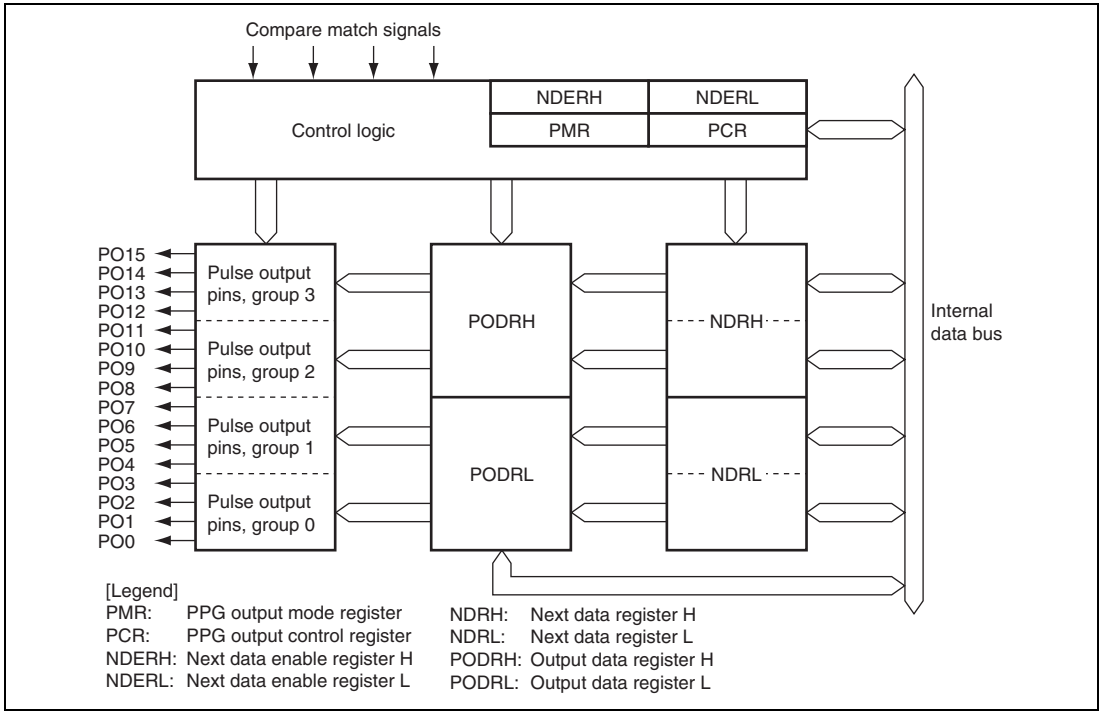 Compare match signals
NDERH
NDERL
Control logic
PMR
PCR
PO15
PO14
PO13
PO12
PO11
PO10
PO9
PO8
PO7
PO6
PO5
PO4
PO3
PO2
PO1
PO0
Pulse output
pins, group 3
Pulse output
pins, group 2
Pulse output
pins, group 1
Pulse output
pins, group 0
PODRH
PODRL
NDRH
NDRL
Internal
data bus
[Legend]
PMR: PPG output mode register
PCR: PPG output control register
NDERH: Next data enable register H
NDERL: Next data enable register L
NDRH: Next data register H
NDRL: Next data register L
PODRH: Output data register H
PODRL: Output data register L